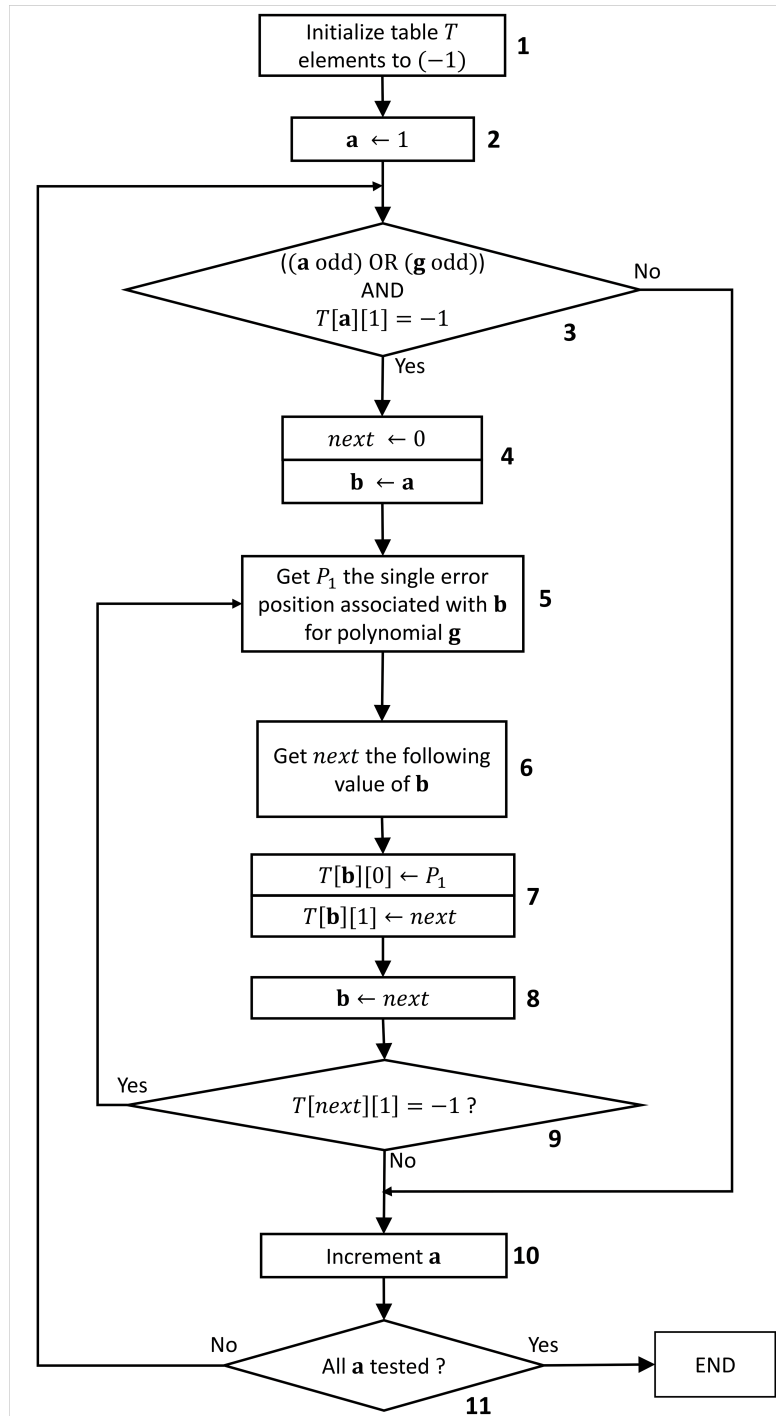 Initialize table T
elements to (−1)
1
a ← 1
2
((a odd) OR (g odd))
AND
T[a][1] = −1
No
3
Yes
next ← 0
b ← a
4
Get P₁ the single error
position associated with b
for polynomial g
5
Get next the following
value of b
6
T[b][0] ← P₁
T[b][1] ← next
7
b ← next
8
Yes
T[next][1] = −1 ?
9
No
Increment a
10
No
All a tested ?
Yes
END
11